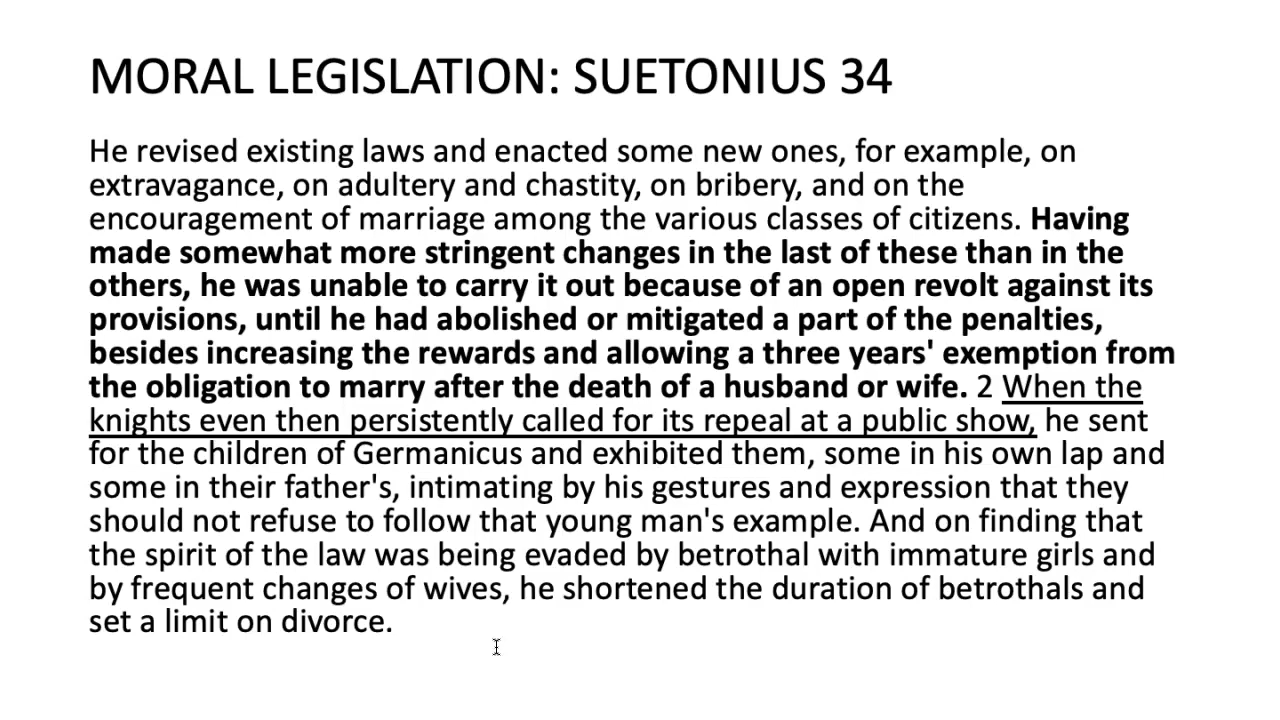 MORAL LEGISLATION: SUETONIUS 34
He revised existing laws and enacted some new ones, for example, on
extravagance, on adultery and chastity, on bribery, and on the
encouragement of marriage among the various classes of citizens. Having
made somewhat more stringent changes in the last of these than in the
others, he was unable to carry it out because of an open revolt against its
provisions, until he had abolished or mitigated a part of the penalties,
besides increasing the rewards and allowing a three years' exemption from
the obligation to marry after the death of a husband or wife. 2 When the
knights even then persistently called for its repeal at a public show, he sent
for the children of Germanicus and exhibited them, some in his own lap and
some in their father's, intimating by his gestures and expression that they
should not refuse to follow that young man's example. And on finding that
the spirit of the law was being evaded by betrothal with immature girls and
by frequent changes of wives, he shortened the duration of betrothals and
set a limit on divorce.